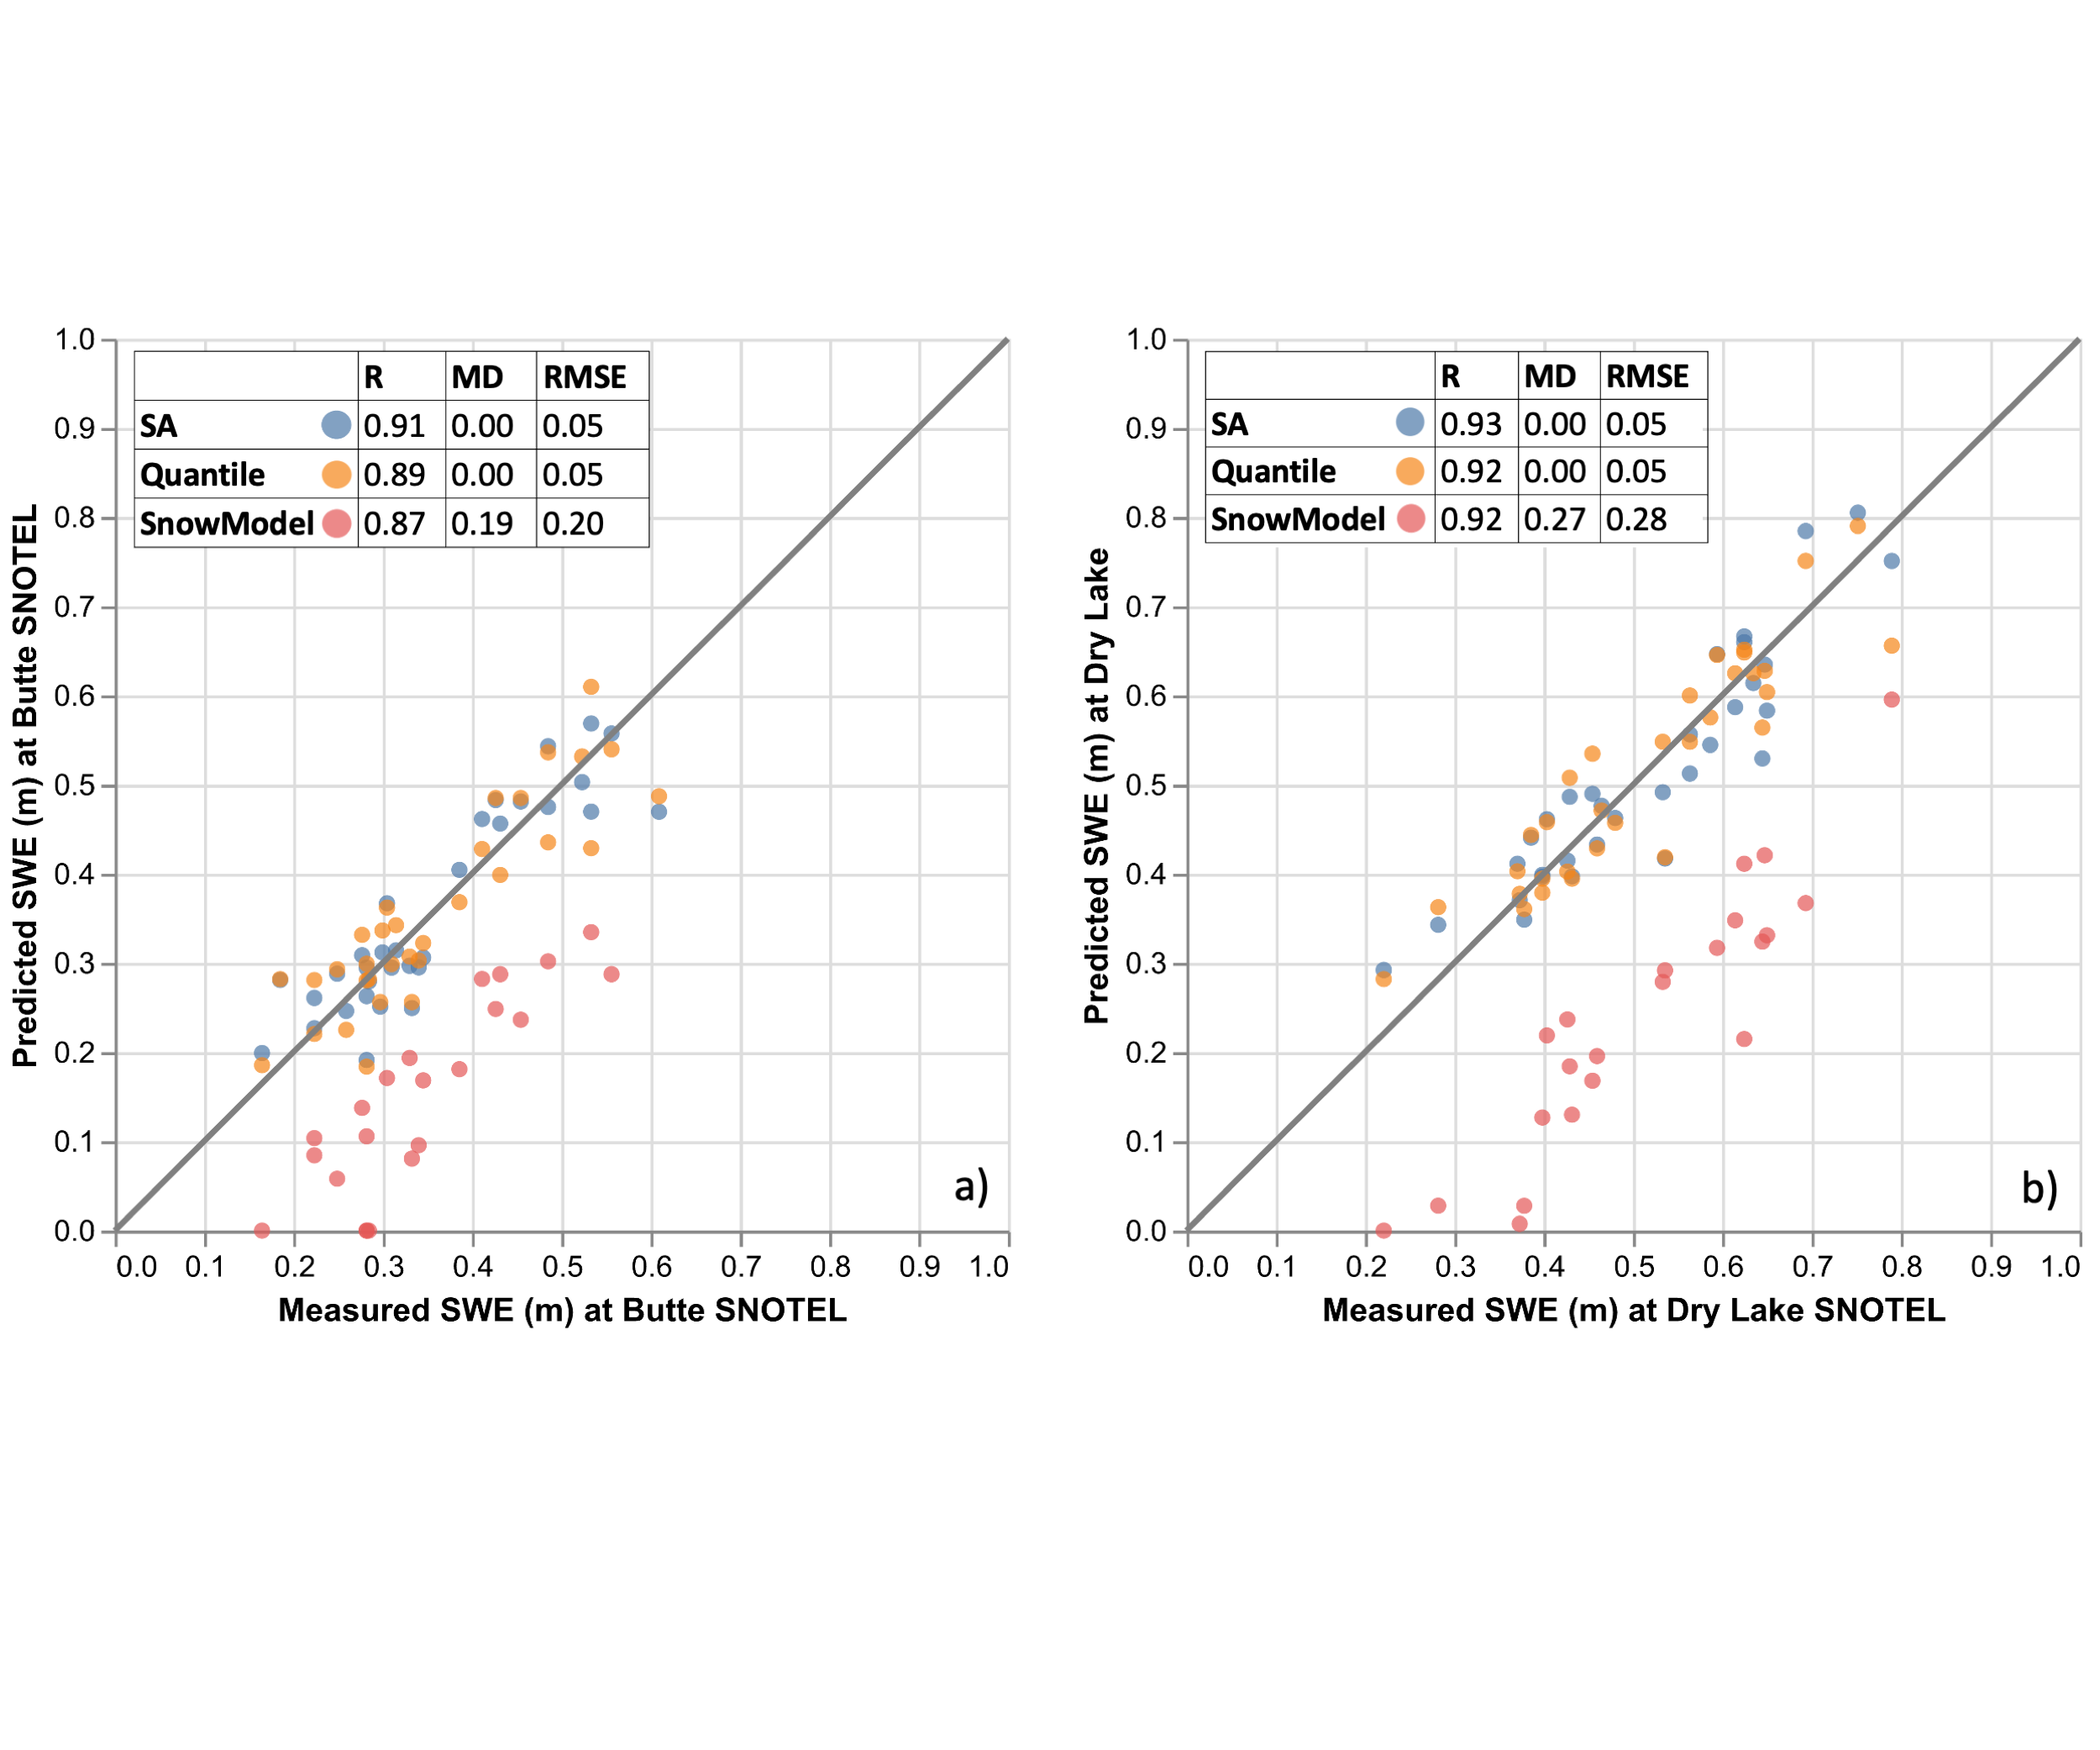 R MD RMSE
SA 0.91 0.00 0.05
Quantile 0.89 0.00 0.05
SnowModel 0.87 0.19 0.20
1.0
0.9
0.8
0.7
0.6
0.5
0.4
0.3
0.2
0.1
0.0
Predicted SWE (m) at Butte SNOTEL
a)
0.0 0.1 0.2 0.3 0.4 0.5 0.6 0.7 0.8 0.9 1.0
Measured SWE (m) at Butte SNOTEL
R MD RMSE
SA 0.93 0.00 0.05
Quantile 0.92 0.00 0.05
SnowModel 0.92 0.27 0.28
1.0
0.9
0.8
0.7
0.6
0.5
0.4
0.3
0.2
0.1
0.0
Predicted SWE (m) at Dry Lake
b)
0.0 0.1 0.2 0.3 0.4 0.5 0.6 0.7 0.8 0.9 1.0
Measured SWE (m) at Dry Lake SNOTEL